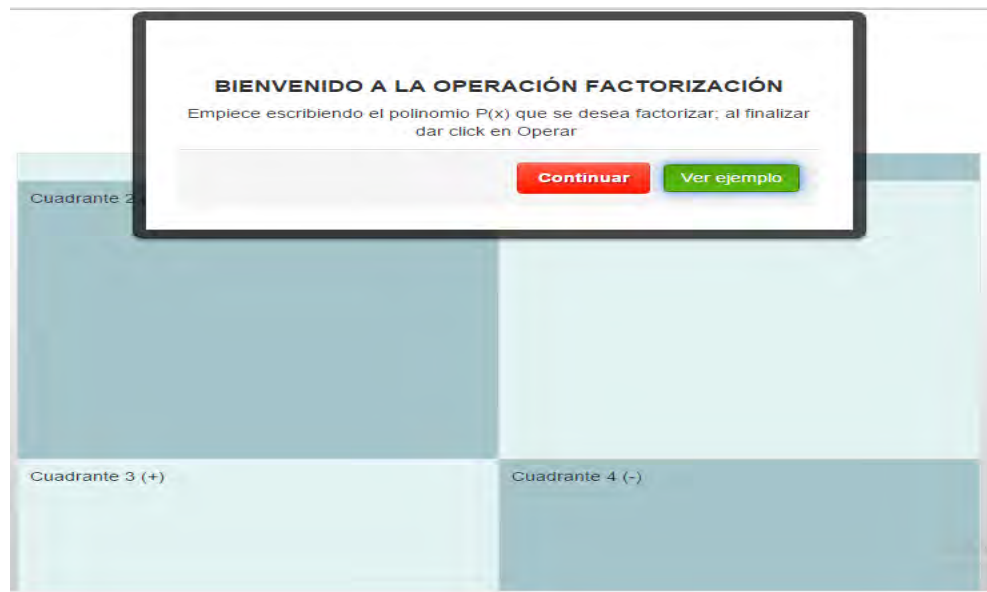 BIENVENIDO A LA OPERACIÓN FACTORIZACIÓN
Empiece escribiendo el polinomio P(x) que se desea factorizar; al finalizar
dar click en Operar
Continuar
Ver ejemplo
Cuadrante 2
Cuadrante 3 (+)
Cuadrante 4 (-)